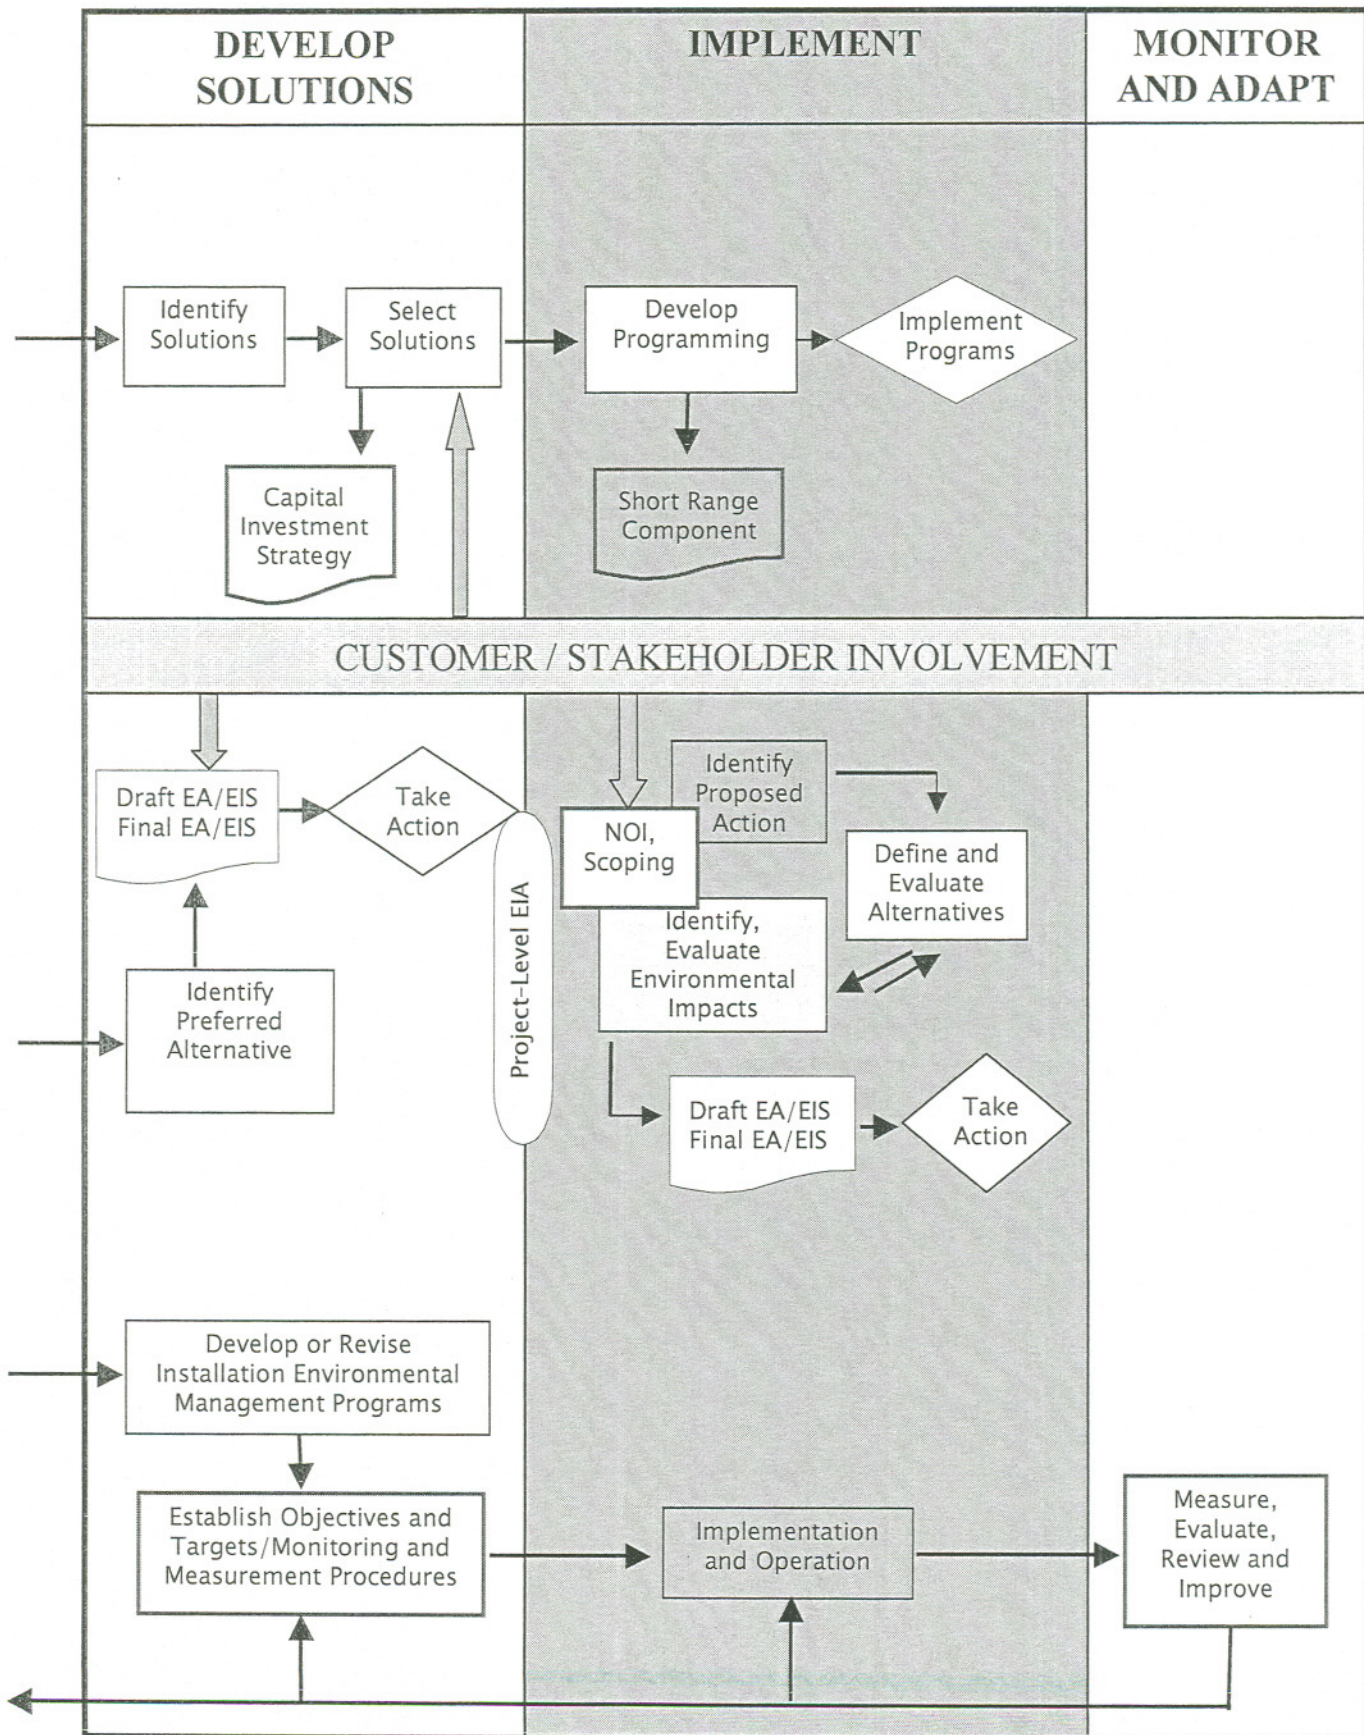 DEVELOP
SOLUTIONS
IMPLEMENT
MONITOR
AND ADAPT
Identify
Solutions
Select
Solutions
Develop
Programming
Implement
Programs
Capital
Investment
Strategy
Short Range
Component
CUSTOMER / STAKEHOLDER INVOLVEMENT
Draft EA/EIS
Final EA/EIS
Take
Action
Identify
Preferred
Alternative
Project-Level EIA
Identify
Proposed
Action
NOI,
Scoping
Define and
Evaluate
Alternatives
Identify,
Evaluate
Environmental
Impacts
Draft EA/EIS
Final EA/EIS
Take
Action
Develop or Revise
Installation Environmental
Management Programs
Establish Objectives and
Targets/Monitoring and
Measurement Procedures
Implementation
and Operation
Measure,
Evaluate,
Review and
Improve